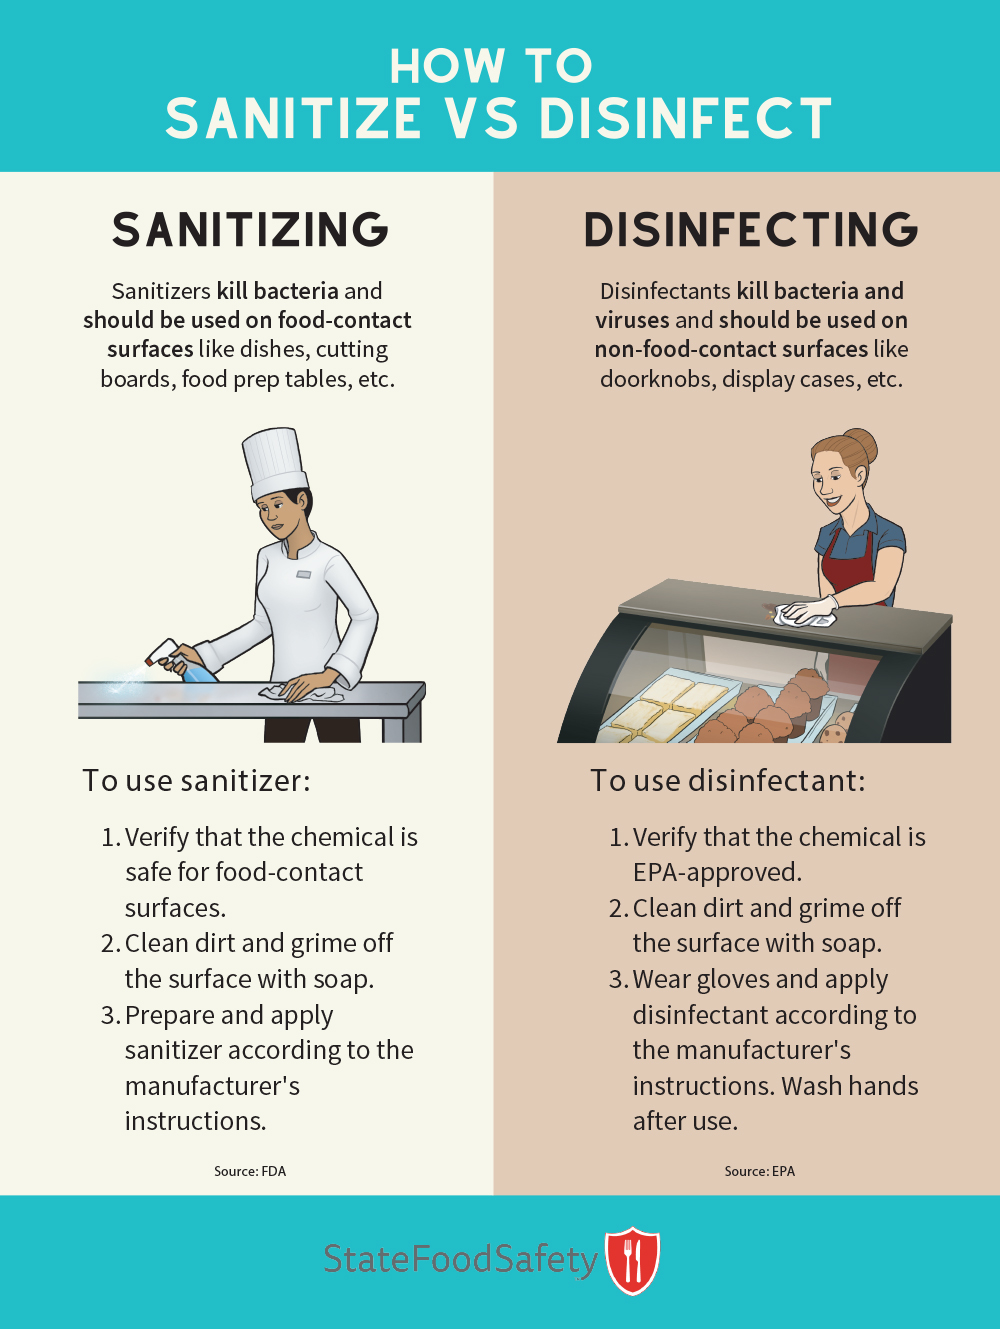 HOW TO
SANITIZE VS DISINFECT
SANITIZING
Sanitizers kill bacteria and
should be used on food-contact
surfaces like dishes, cutting
boards, food prep tables, etc.
To use sanitizer:
1. Verify that the chemical is
safe for food-contact
surfaces.
2. Clean dirt and grime off
the surface with soap.
3. Prepare and apply
sanitizer according to the
manufacturer's
instructions.
Source: FDA
DISINFECTING
Disinfectants kill bacteria and
viruses and should be used on
non-food-contact surfaces like
doorknobs, display cases, etc.
To use disinfectant:
1. Verify that the chemical is
EPA-approved.
2. Clean dirt and grime off
the surface with soap.
3. Wear gloves and apply
disinfectant according to
the manufacturer's
instructions. Wash hands
after use.
Source: EPA
StateFoodSafety